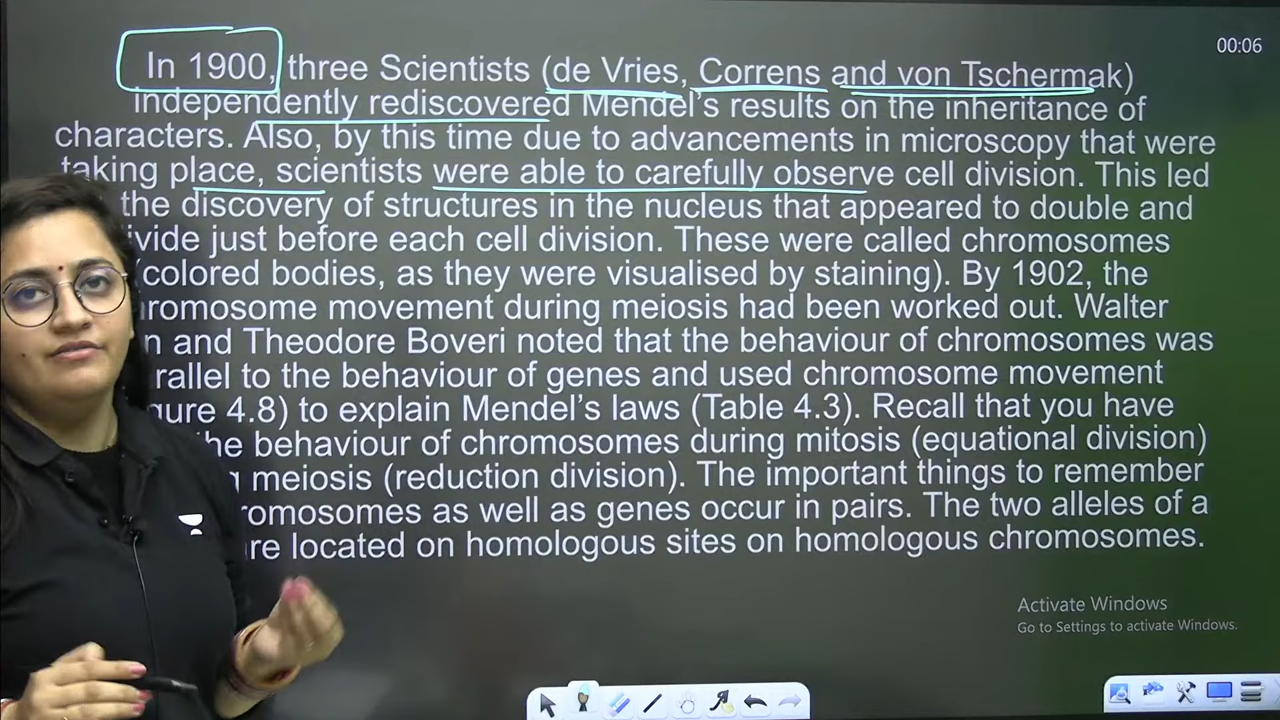 00:06
In 1900, three Scientists (de Vries, Correns and von Tschermak)
independently rediscovered Mendel's results on the inheritance of
characters. Also, by this time due to advancements in microscopy that were
taking place, scientists were able to carefully observe cell division. This led
the discovery of structures in the nucleus that appeared to double and
ivide just before each cell division. These were called chromosomes
(colored bodies, as they were visualised by staining). By 1902, the
hromosome movement during meiosis had been worked out. Walter
n and Theodore Boveri noted that the behaviour of chromosomes was
rallel to the behaviour of genes and used chromosome movement
gure 4.8) to explain Mendel's laws (Table 4.3). Recall that you have
he behaviour of chromosomes during mitosis (equational division)
g meiosis (reduction division). The important things to remember
romosomes as well as genes occur in pairs. The two alleles of a
re located on homologous sites on homologous chromosomes.
Activate Windows
Go to Settings to activate Windows.